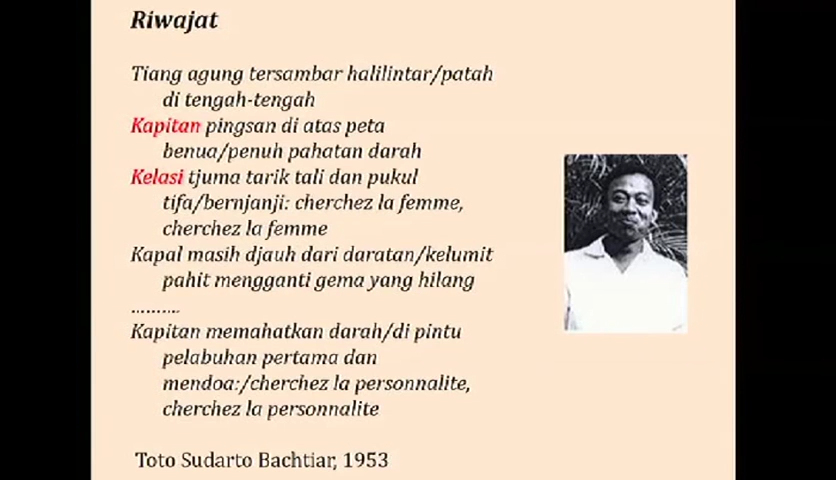 Riwajat
Tiang agung tersambar halilintar/patah
di tengah-tengah
Kapitan pingsan di atas peta
benua/penuh pahatan darah
Kelasi tjuma tarik tali dan pukul
tifa/bernjanji: cherchez la femme,
cherchez la femme
Kapal masih djauh dari daratan/kelumit
pahit mengganti gema yang hilang
..........
Kapitan memahatkan darah/di pintu
pelabuhan pertama dan
mendoa:/cherchez la personnalite,
cherchez la personnalite
Toto Sudarto Bachtiar, 1953